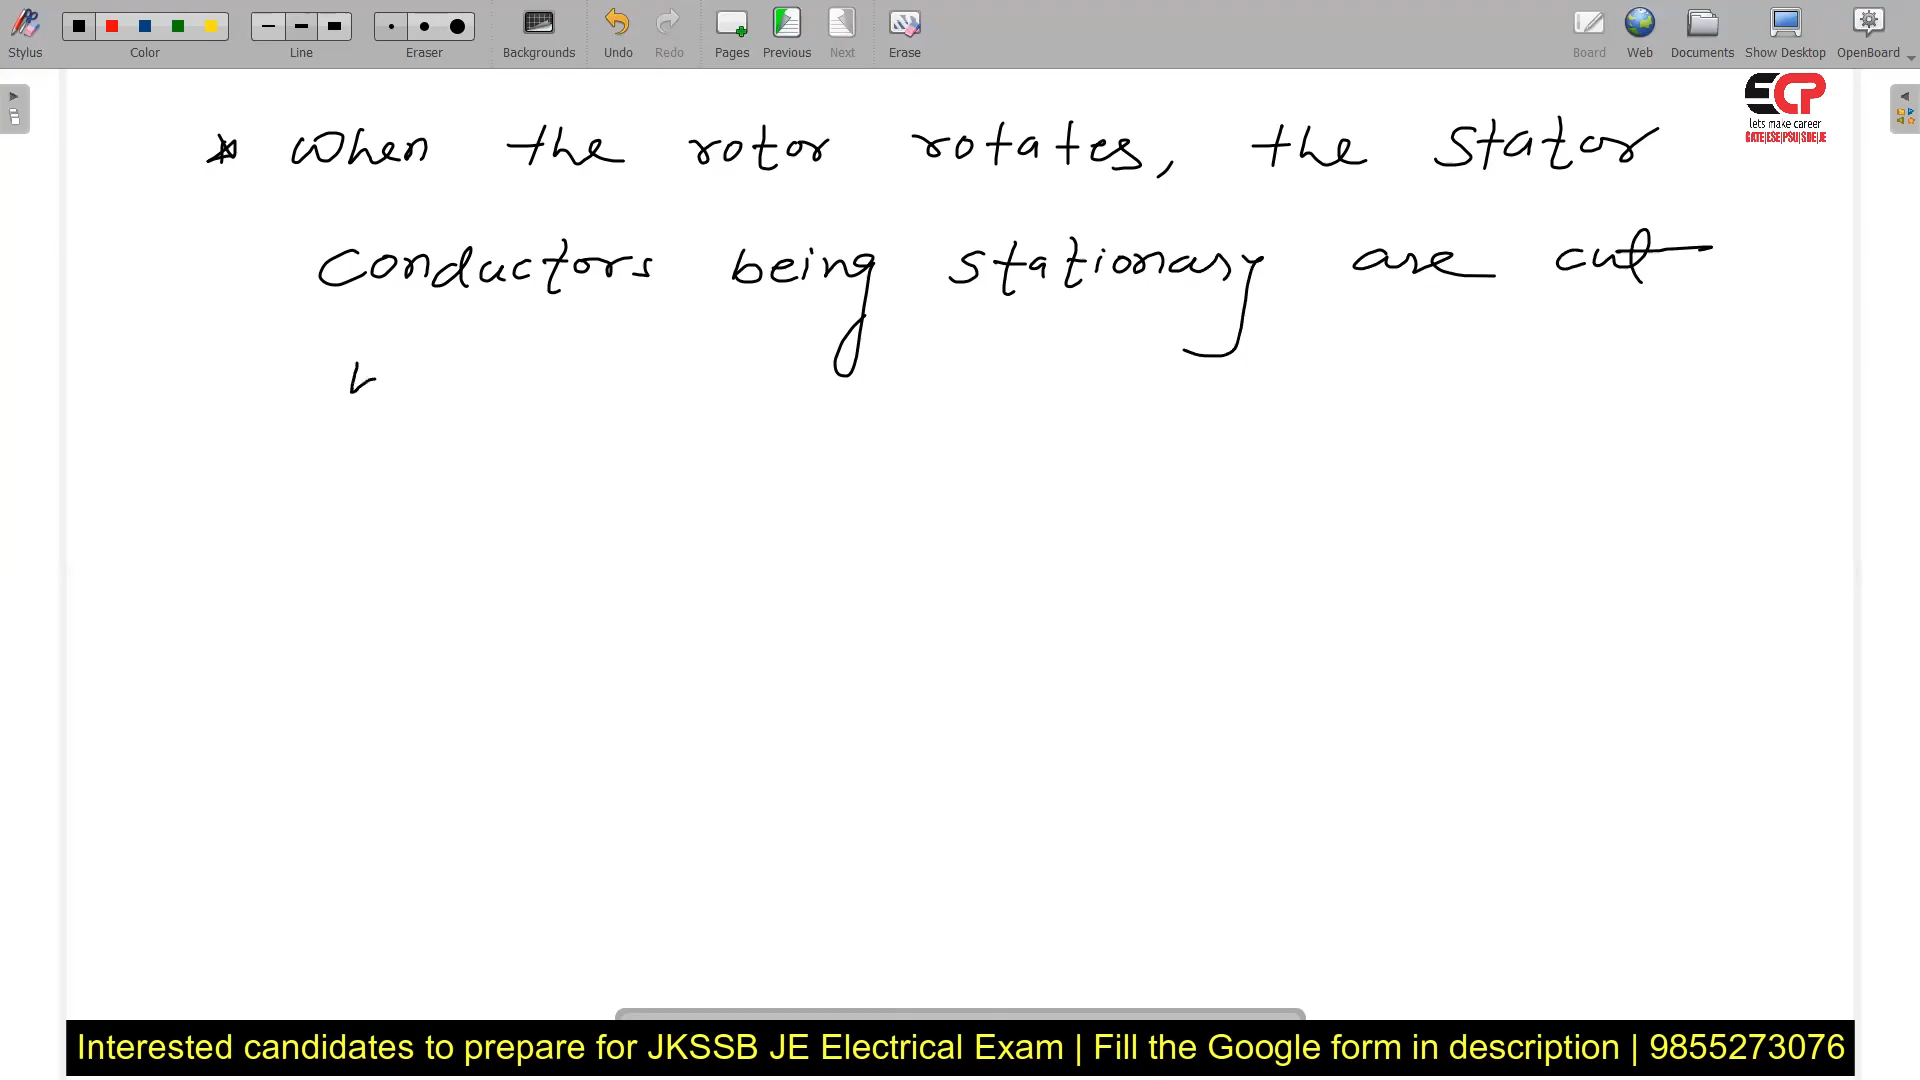 Stylus Color Line Eraser Backgrounds Undo Redo Pages Previous Next Erase Board Web Documents Show Desktop OpenBoard
ECP
lets make career
GATE|ESE|PSU|SDE|JE
* When the rotor rotates, the stator
conductors being stationary are cut
Interested candidates to prepare for JKSSB JE Electrical Exam | Fill the Google form in description | 9855273076